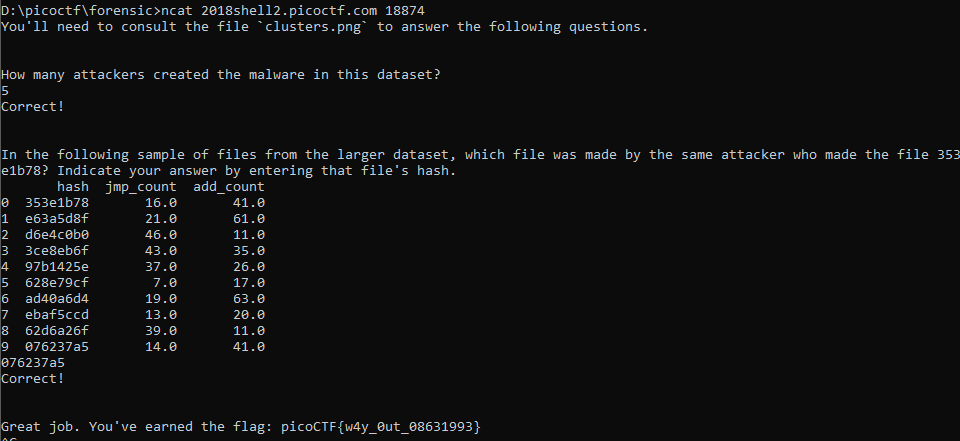 D:\picoctf\forensic>ncat 2018shell2.picoctf.com 18874
You'll need to consult the file `clusters.png` to answer the following questions.
How many attackers created the malware in this dataset?
5
Correct!
In the following sample of files from the larger dataset, which file was made by the same attacker who made the file 353
e1b78? Indicate your answer by entering that file's hash.
hash jmp_count add_count
0 353e1b78 16.0 41.0
1 e63a5d8f 21.0 61.0
2 d6e4c0b0 46.0 11.0
3 3ce8eb6f 43.0 35.0
4 97b1425e 37.0 26.0
5 628e79cf 7.0 17.0
6 ad40a6d4 19.0 63.0
7 ebaf5ccd 13.0 20.0
8 62d6a26f 39.0 11.0
9 076237a5 14.0 41.0
076237a5
Correct!
Great job. You've earned the flag: picoCTF{w4y_0ut_08631993}